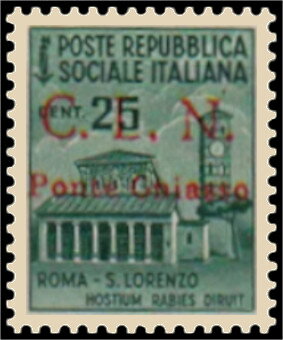 POSTE REPUBBLICA
SOCIALE ITALIANA
CENT. 25
C. L. N.
Ponte Chiasso
ROMA - S. LORENZO
HOSTIUM RABIES DIRUIT